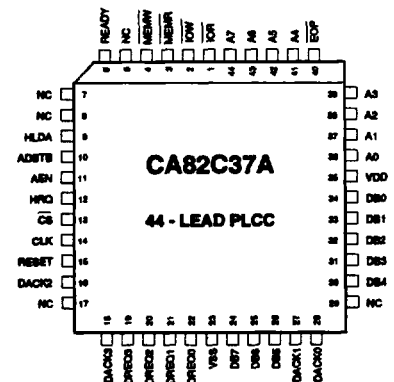 READY
NC
MEMW
MEMR
IOW
IOR
A7
A6
A5
A4
EOP
6
5
4
3
2
1
44
43
42
41
40
NC 7
NC 8
HLDA 9
ADSTB 10
AEN 11
HRQ 12
CS 13
CLK 14
RESET 15
DACK2 16
NC 17
CA82C37A
44 - LEAD PLCC
39 A3
38 A2
37 A1
36 A0
35 VDD
34 DB0
33 DB1
32 DB2
31 DB3
30 DB4
29 NC
18
19
20
21
22
23
24
25
26
27
28
DACK3
DREQ3
DREQ2
DREQ1
DREQ0
VSS
DB7
DB6
DB5
DACK1
DACK0